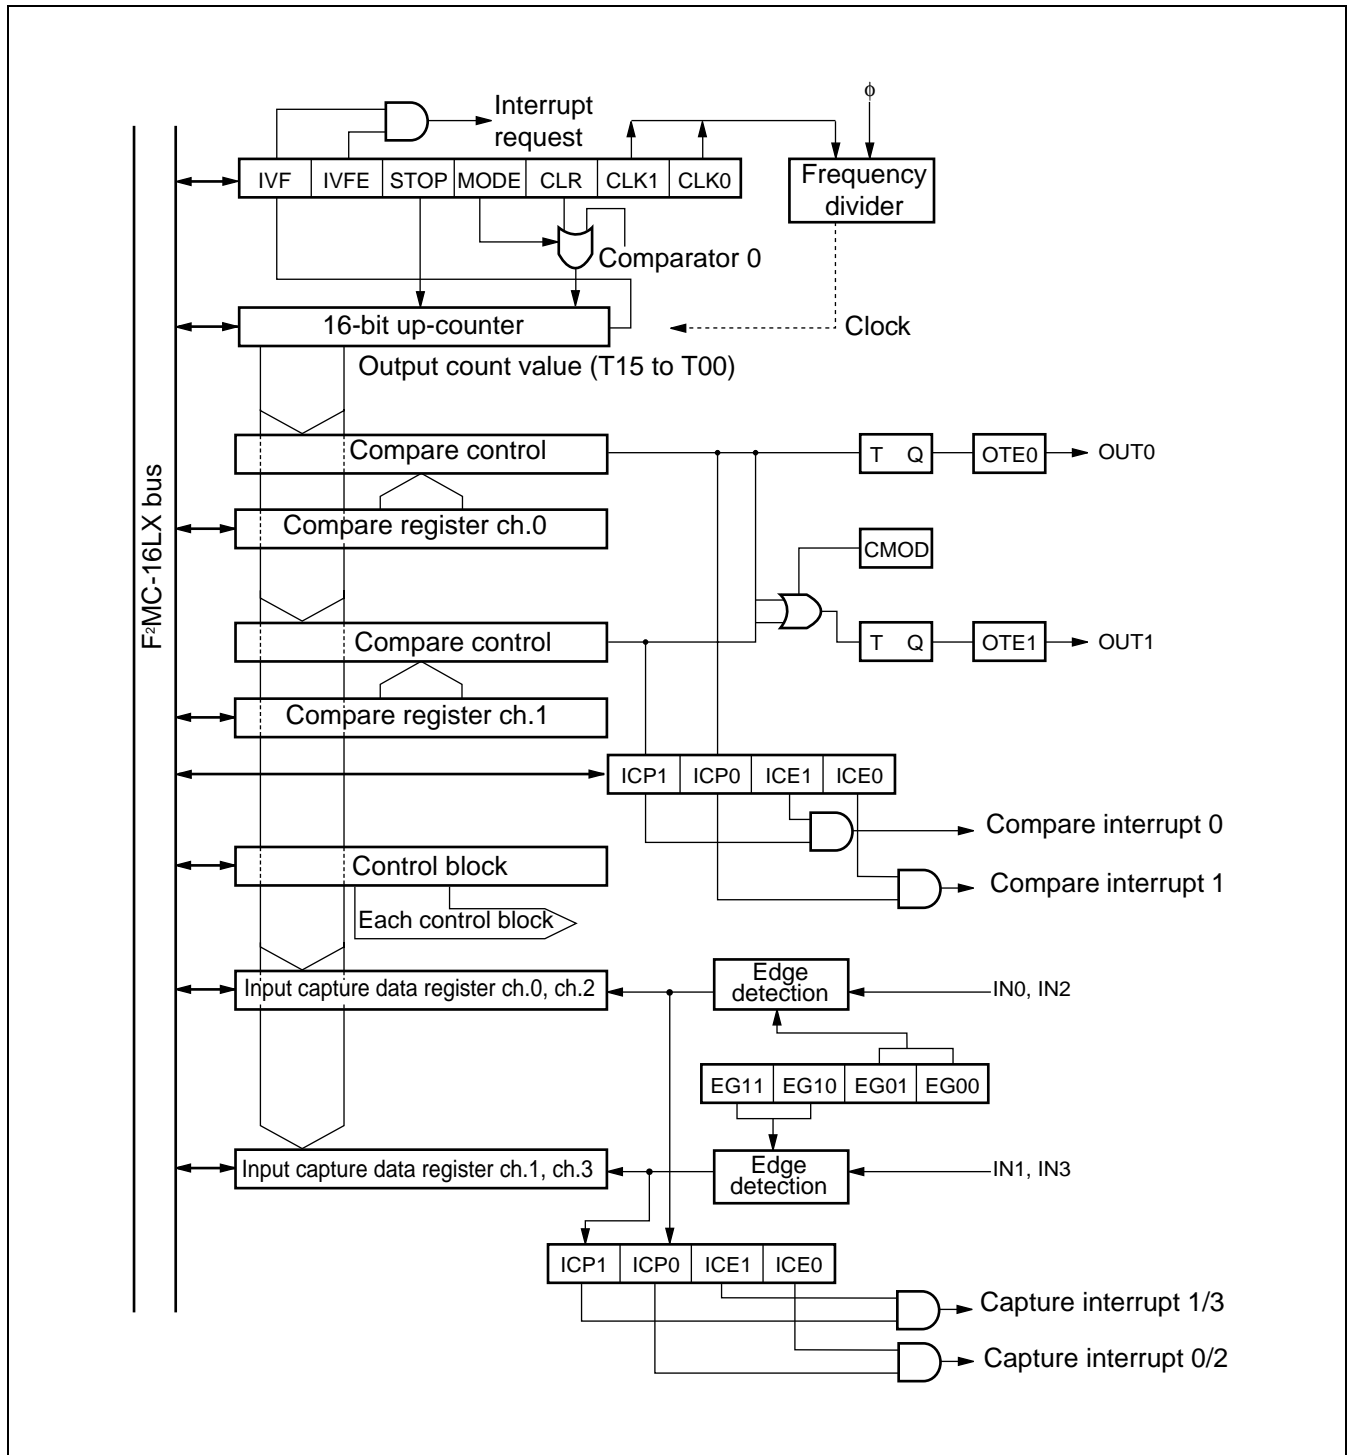 ϕ
Interrupt
request
IVF IVFE STOP MODE CLR CLK1 CLK0
Frequency
divider
Comparator 0
16-bit up-counter
Clock
Output count value (T15 to T00)
F²MC-16LX bus
Compare control
T Q
OTE0
OUT0
Compare register ch.0
CMOD
Compare control
T Q
OTE1
OUT1
Compare register ch.1
ICP1 ICP0 ICE1 ICE0
Compare interrupt 0
Control block
Compare interrupt 1
Each control block
Edge
detection
Input capture data register ch.0, ch.2
IN0, IN2
EG11 EG10 EG01 EG00
Edge
detection
Input capture data register ch.1, ch.3
IN1, IN3
ICP1 ICP0 ICE1 ICE0
Capture interrupt 1/3
Capture interrupt 0/2